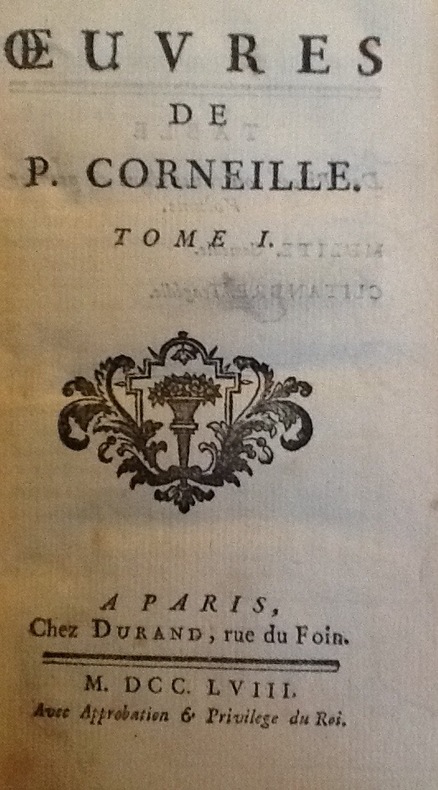 ŒUVRES
DE
P. CORNEILLE.
TOME I.
A PARIS,
Chez DURAND, rue du Foin.
M. DCC. LVIII.
Avec Approbation & Privilege du Roi.